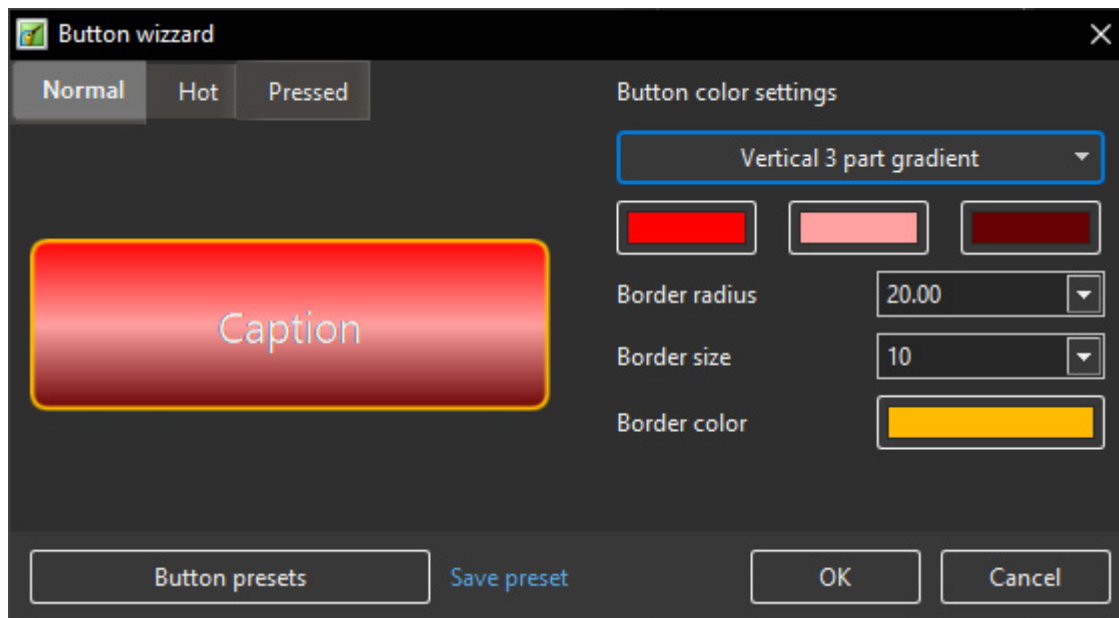 Button wizzard
Normal Hot Pressed
Button color settings
Vertical 3 part gradient
Caption
Border radius 20.00
Border size 10
Border color
Button presets Save preset OK Cancel